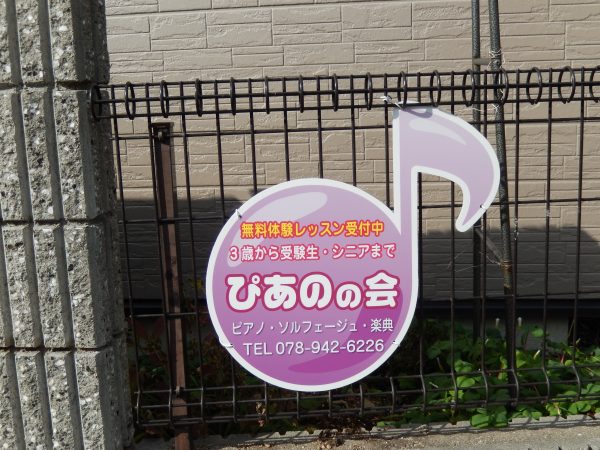 無料体験レッスン受付中
3歳から受験生・シニアまで
ぴあのの会
ピアノ・ソルフェージュ・楽典
TEL 078-942-6226